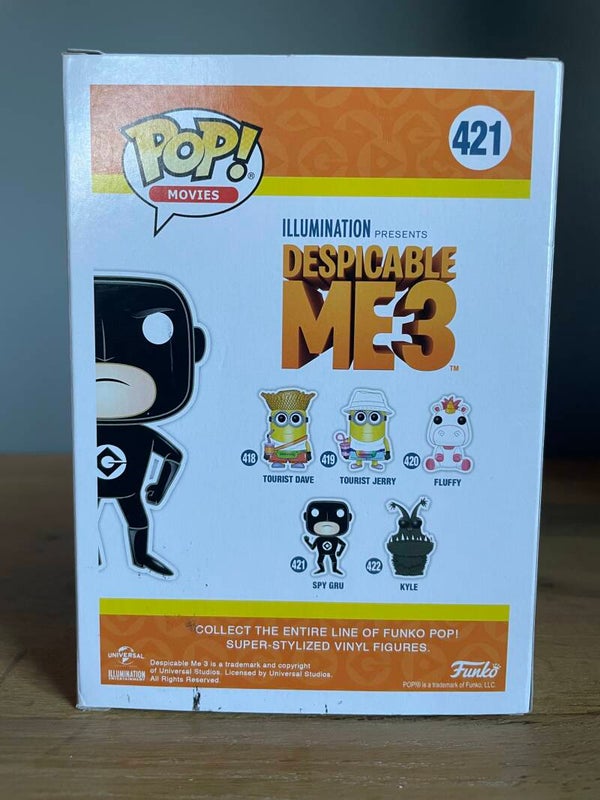 POP!®
MOVIES
421
ILLUMINATION PRESENTS
DESPICABLE
ME3
TM
418
TOURIST DAVE
419
TOURIST JERRY
420
FLUFFY
421
SPY GRU
422
KYLE
COLLECT THE ENTIRE LINE OF FUNKO POP!
SUPER-STYLIZED VINYL FIGURES.
UNIVERSAL
ILLUMINATION
Despicable Me 3 is a trademark and copyright
of Universal Studios. Licensed by Universal Studios.
All Rights Reserved.
Funko
POP!® is a trademark of Funko, LLC.